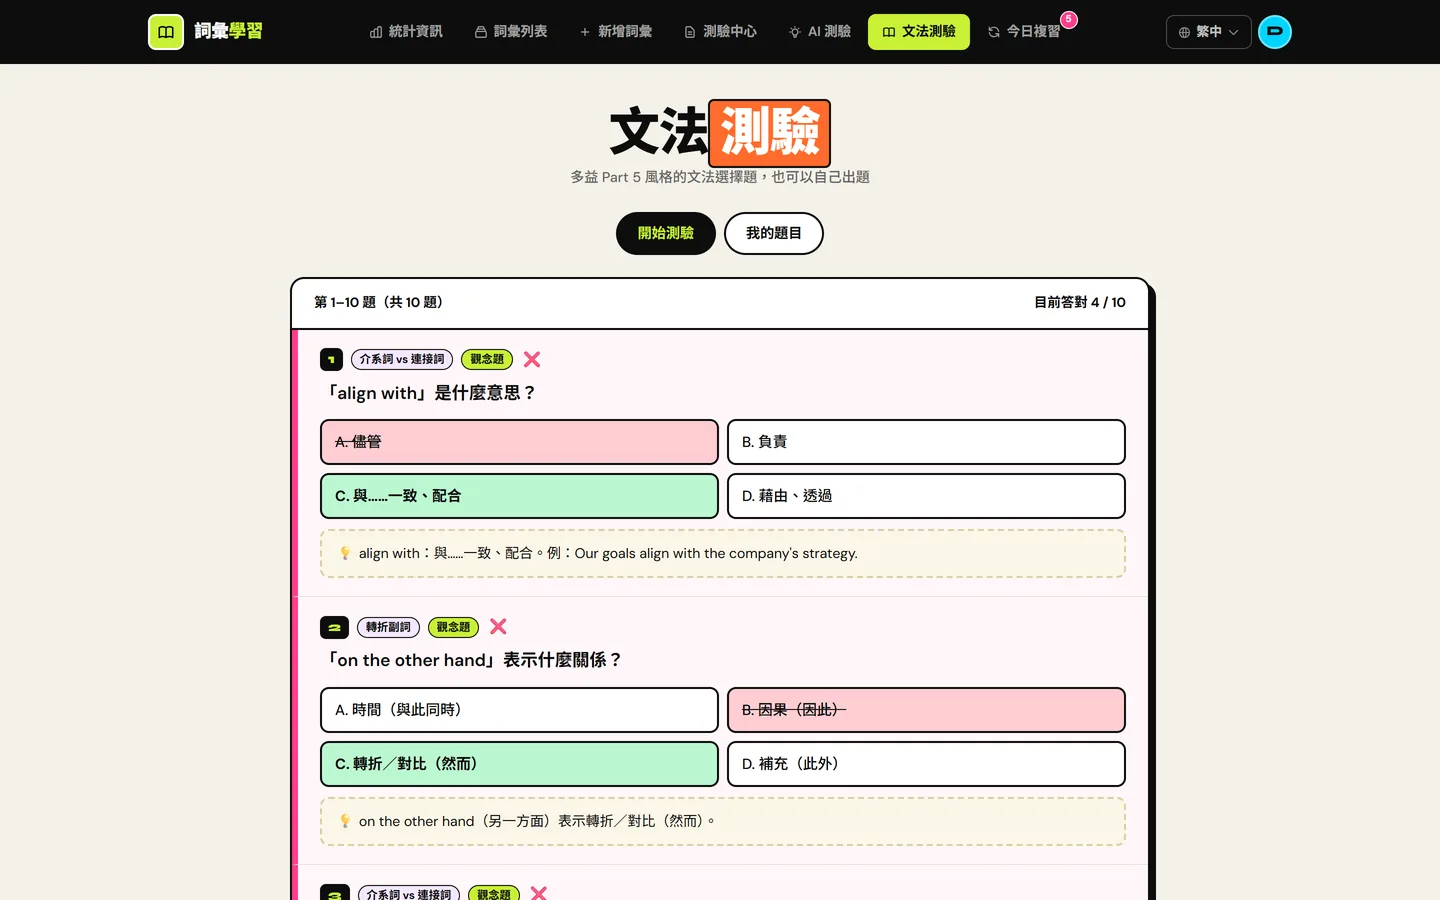 詞彙學習
統計資訊
詞彙列表
新增詞彙
測驗中心
AI 測驗
文法測驗
今日複習
5
繁中
文法測驗
多益 Part 5 風格的文法選擇題，也可以自己出題
開始測驗
我的題目
第 1–10 題（共 10 題）
目前答對 4 / 10
1
介系詞 vs 連接詞
觀念題
「align with」是什麼意思？
A. 儘管
B. 負責
C. 與……一致、配合
D. 藉由、透過
align with：與……一致、配合。例：Our goals align with the company's strategy.
2
轉折副詞
觀念題
「on the other hand」表示什麼關係？
A. 時間（與此同時）
B. 因果（因此）
C. 轉折／對比（然而）
D. 補充（此外）
on the other hand（另一方面）表示轉折／對比（然而）。
3
介系詞 vs 連接詞
觀念題